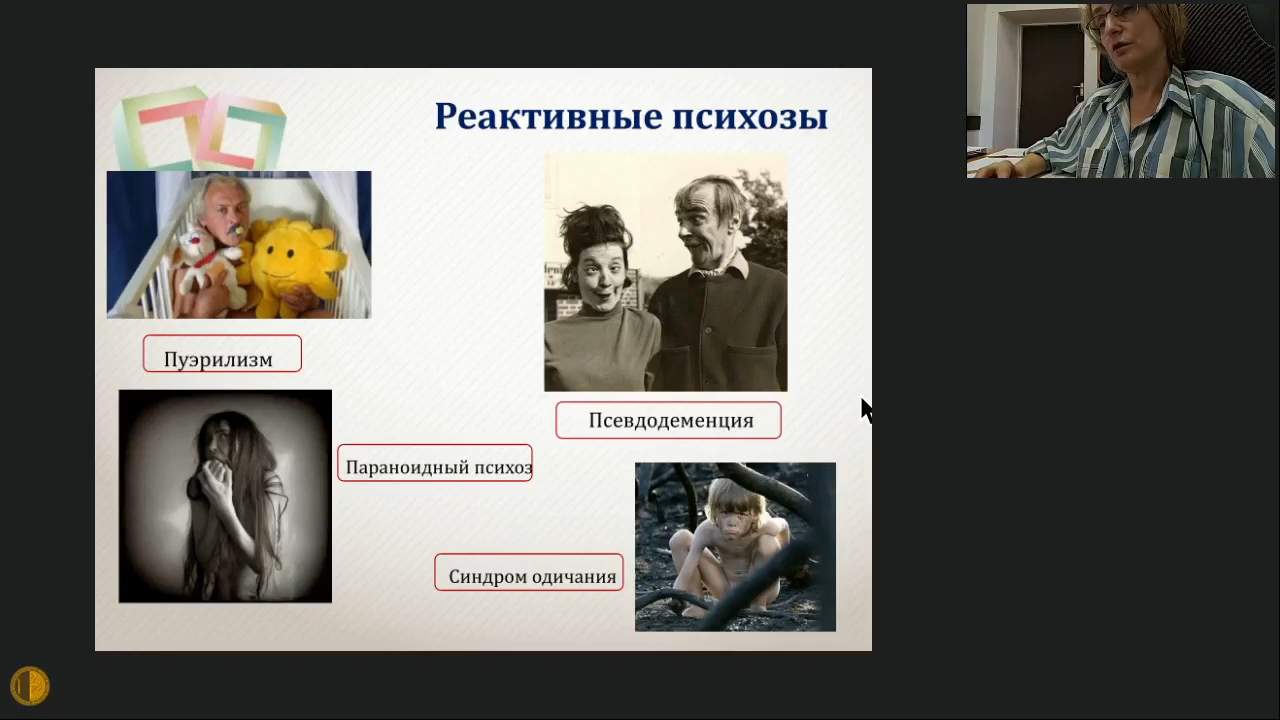 Реактивные психозы
Пуэрилизм
Псевдодеменция
Параноидный психоз
Синдром одичания